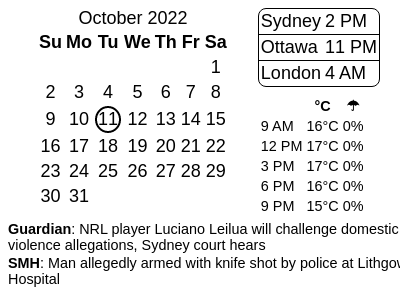 October 2022
Su Mo Tu We Th Fr Sa
1
2 3 4 5 6 7 8
9 10 11 12 13 14 15
16 17 18 19 20 21 22
23 24 25 26 27 28 29
30 31
Sydney 2 PM
Ottawa 11 PM
London 4 AM
°C ☂
9 AM 16°C 0%
12 PM 17°C 0%
3 PM 17°C 0%
6 PM 16°C 0%
9 PM 15°C 0%
Guardian: NRL player Luciano Leilua will challenge domestic
violence allegations, Sydney court hears
SMH: Man allegedly armed with knife shot by police at Lithgow
Hospital